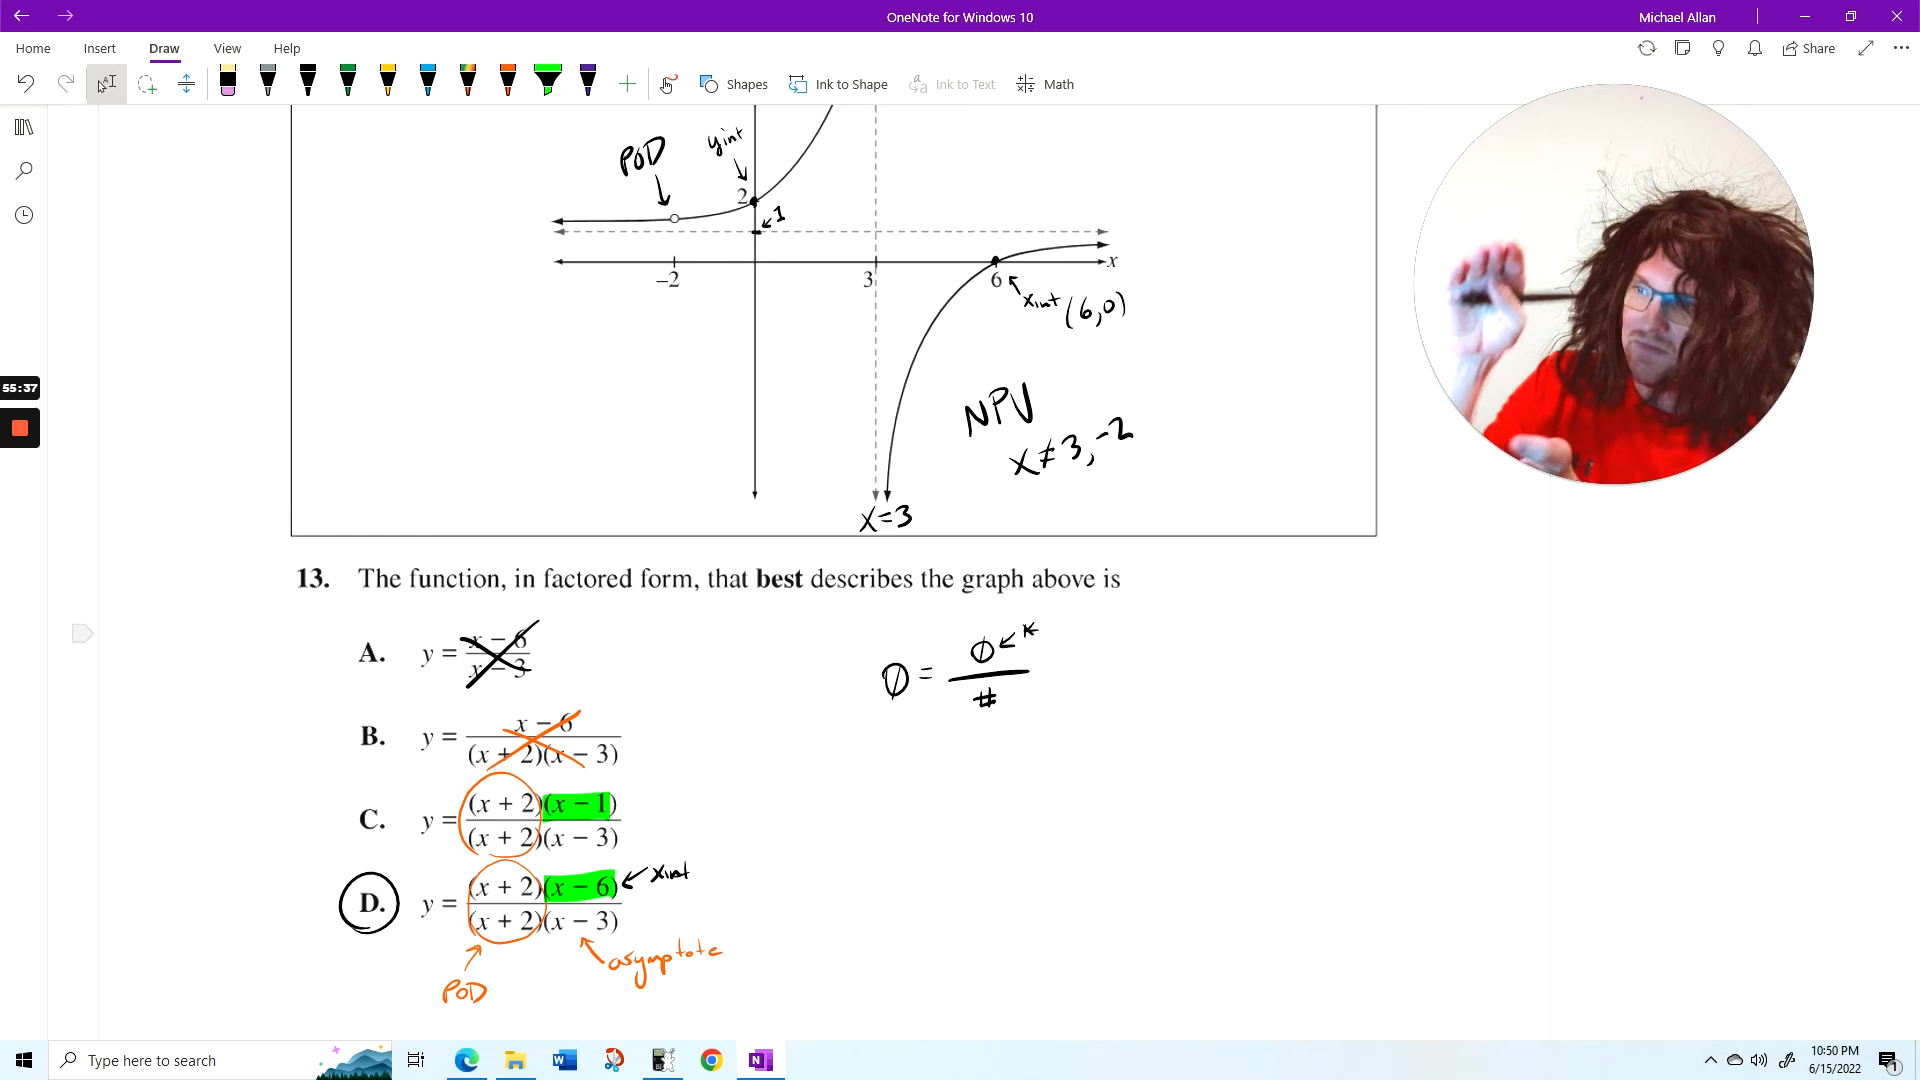 OneNote for Windows 10
Michael Allan
Home Insert Draw View Help
Share
Shapes
Ink to Shape
Ink to Text
Math
POD
yint
2
1
-2
3
6
x
xint (6,0)
NPV
x ≠ 3, -2
x=3
55:37
13. The function, in factored form, that best describes the graph above is
A. y = (x − 6)/(x − 3)
0 = 0/# ← *
B. y = (x − 6)/((x + 2)(x − 3))
C. y = ((x + 2)(x − 1))/((x + 2)(x − 3))
D. y = ((x + 2)(x − 6))/((x + 2)(x − 3)) ← xint
asymptote
POD
Type here to search
10:50 PM
6/15/2022
1